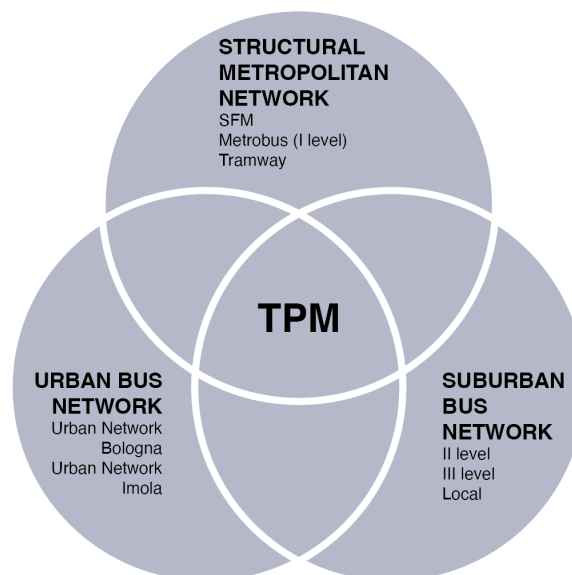 STRUCTURAL
METROPOLITAN
NETWORK
SFM
Metrobus (I level)
Tramway
TPM
URBAN BUS
NETWORK
Urban Network
Bologna
Urban Network
Imola
SUBURBAN
BUS
NETWORK
II level
III level
Local